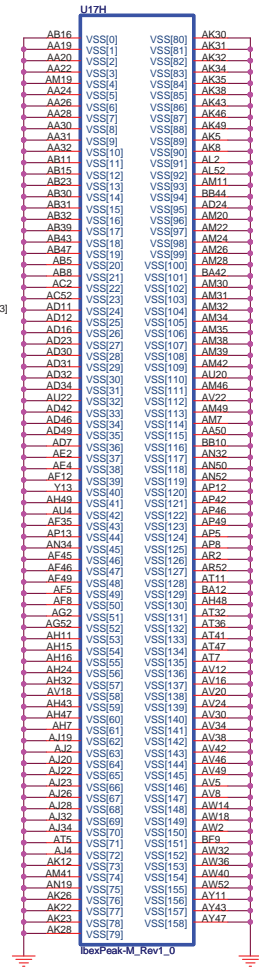 U17H
AB16 VSS[0] VSS[80] AK30
AA19 VSS[1] VSS[81] AK31
AA20 VSS[2] VSS[82] AK32
AA22 VSS[3] VSS[83] AK34
AM19 VSS[4] VSS[84] AK35
AA24 VSS[5] VSS[85] AK38
AA26 VSS[6] VSS[86] AK43
AA28 VSS[7] VSS[87] AK46
AA30 VSS[8] VSS[88] AK49
AA31 VSS[9] VSS[89] AK5
AA32 VSS[10] VSS[90] AK8
AB11 VSS[11] VSS[91] AL2
AB15 VSS[12] VSS[92] AL52
AB23 VSS[13] VSS[93] AM11
AB30 VSS[14] VSS[94] BB44
AB31 VSS[15] VSS[95] AD24
AB32 VSS[16] VSS[96] AM20
AB39 VSS[17] VSS[97] AM22
AB43 VSS[18] VSS[98] AM24
AB47 VSS[19] VSS[99] AM26
AB5 VSS[20] VSS[100] AM28
AB8 VSS[21] VSS[101] BA42
AC2 VSS[22] VSS[102] AM30
AC52 VSS[23] VSS[103] AM31
3] AD11 VSS[24] VSS[104] AM32
AD12 VSS[25] VSS[105] AM34
AD16 VSS[26] VSS[106] AM35
AD23 VSS[27] VSS[107] AM38
AD30 VSS[28] VSS[108] AM39
AD31 VSS[29] VSS[109] AM42
AD32 VSS[30] VSS[110] AU20
AD34 VSS[31] VSS[111] AM46
AU22 VSS[32] VSS[112] AV22
AD42 VSS[33] VSS[113] AM49
AD46 VSS[34] VSS[114] AM7
AD49 VSS[35] VSS[115] AA50
AD7 VSS[36] VSS[116] BB10
AE2 VSS[37] VSS[117] AN32
AE4 VSS[38] VSS[118] AN50
AF12 VSS[39] VSS[119] AN52
Y13 VSS[40] VSS[120] AP12
AH49 VSS[41] VSS[121] AP42
AU4 VSS[42] VSS[122] AP46
AF35 VSS[43] VSS[123] AP49
AP13 VSS[44] VSS[124] AP5
AN34 VSS[45] VSS[125] AP8
AF45 VSS[46] VSS[126] AR2
AF46 VSS[47] VSS[127] AR52
AF49 VSS[48] VSS[128] AT11
AF5 VSS[49] VSS[129] BA12
AF8 VSS[50] VSS[130] AH48
AG2 VSS[51] VSS[131] AT32
AG52 VSS[52] VSS[132] AT36
AH11 VSS[53] VSS[133] AT41
AH15 VSS[54] VSS[134] AT47
AH16 VSS[55] VSS[135] AT7
AH24 VSS[56] VSS[136] AV12
AH32 VSS[57] VSS[137] AV16
AV18 VSS[58] VSS[138] AV20
AH43 VSS[59] VSS[139] AV24
AH47 VSS[60] VSS[140] AV30
AH7 VSS[61] VSS[141] AV34
AJ19 VSS[62] VSS[142] AV38
AJ2 VSS[63] VSS[143] AV42
AJ20 VSS[64] VSS[144] AV46
AJ22 VSS[65] VSS[145] AV49
AJ23 VSS[66] VSS[146] AV5
AJ26 VSS[67] VSS[147] AV8
AJ28 VSS[68] VSS[148] AW14
AJ32 VSS[69] VSS[149] AW18
AJ34 VSS[70] VSS[150] AW2
AT5 VSS[71] VSS[151] BF9
AJ4 VSS[72] VSS[152] AW32
AK12 VSS[73] VSS[153] AW36
AM41 VSS[74] VSS[154] AW40
AN19 VSS[75] VSS[155] AW52
AK26 VSS[76] VSS[156] AY11
AK22 VSS[77] VSS[157] AY43
AK23 VSS[78] VSS[158] AY47
AK28 VSS[79]
IbexPeak-M_Rev1_0